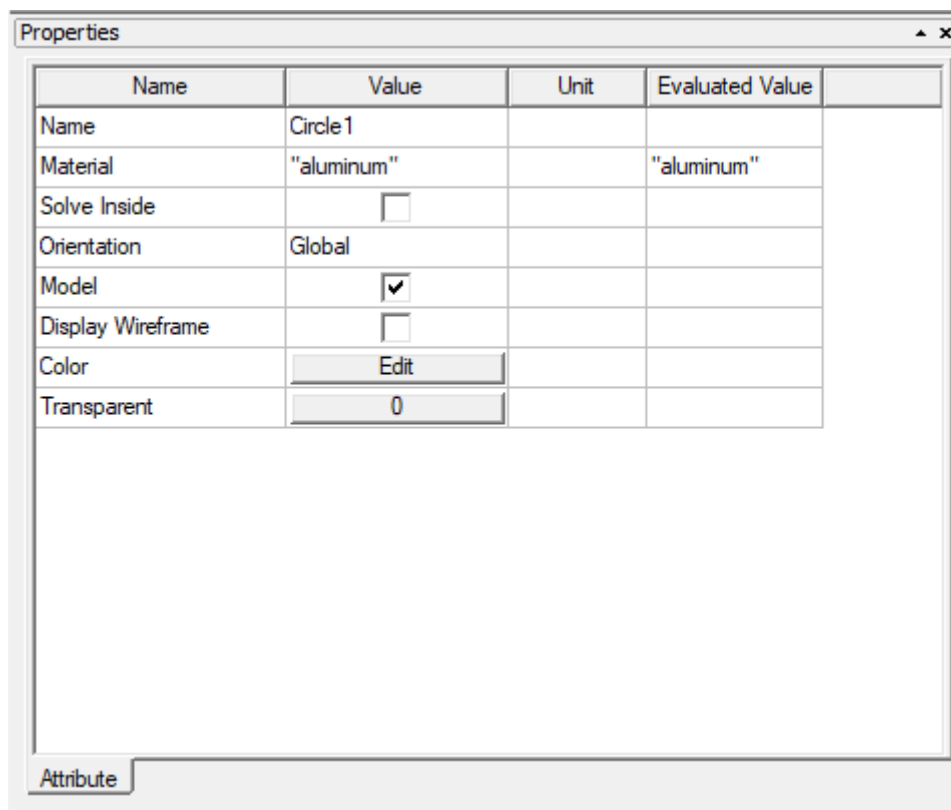 Properties
Name Value Unit Evaluated Value
Name Circle1
Material "aluminum" "aluminum"
Solve Inside
Orientation Global
Model
Display Wireframe
Color Edit
Transparent 0
Attribute